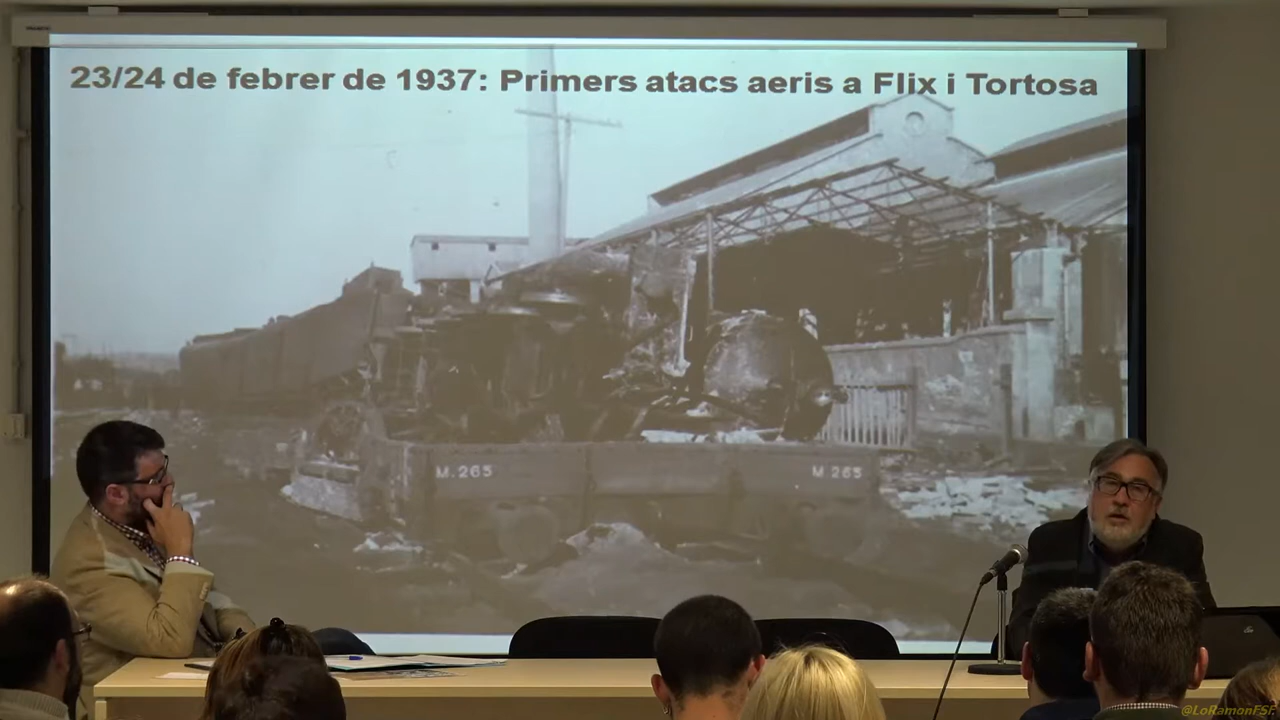 23/24 de febrer de 1937: Primers atacs aeris a Flix i Tortosa
M.265 M 265
@LoRamonFSF.